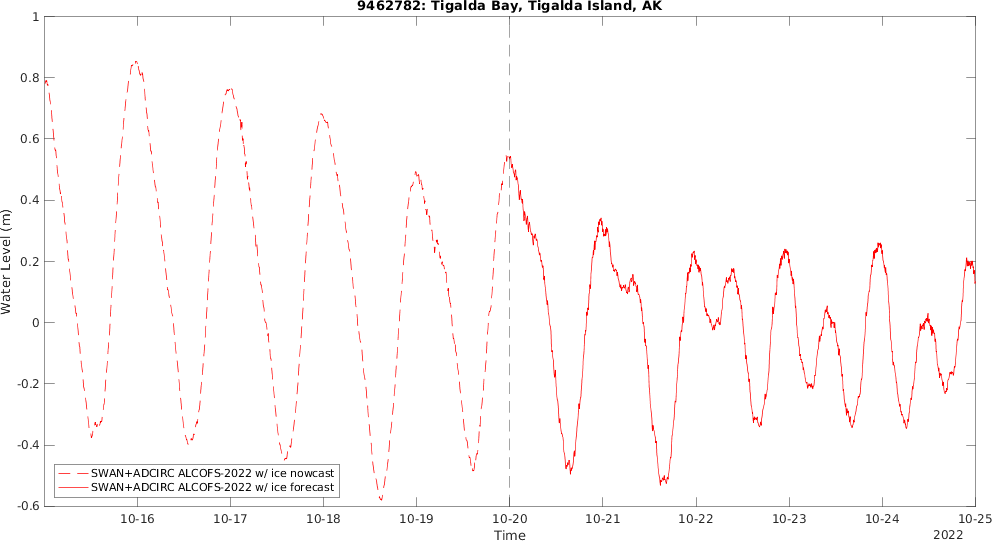 9462782: Tigalda Bay, Tigalda Island, AK
Water Level (m)
1
0.8
0.6
0.4
0.2
0
-0.2
-0.4
-0.6
SWAN+ADCIRC ALCOFS-2022 w/ ice nowcast
SWAN+ADCIRC ALCOFS-2022 w/ ice forecast
10-16 10-17 10-18 10-19 10-20 10-21 10-22 10-23 10-24 10-25
Time
2022